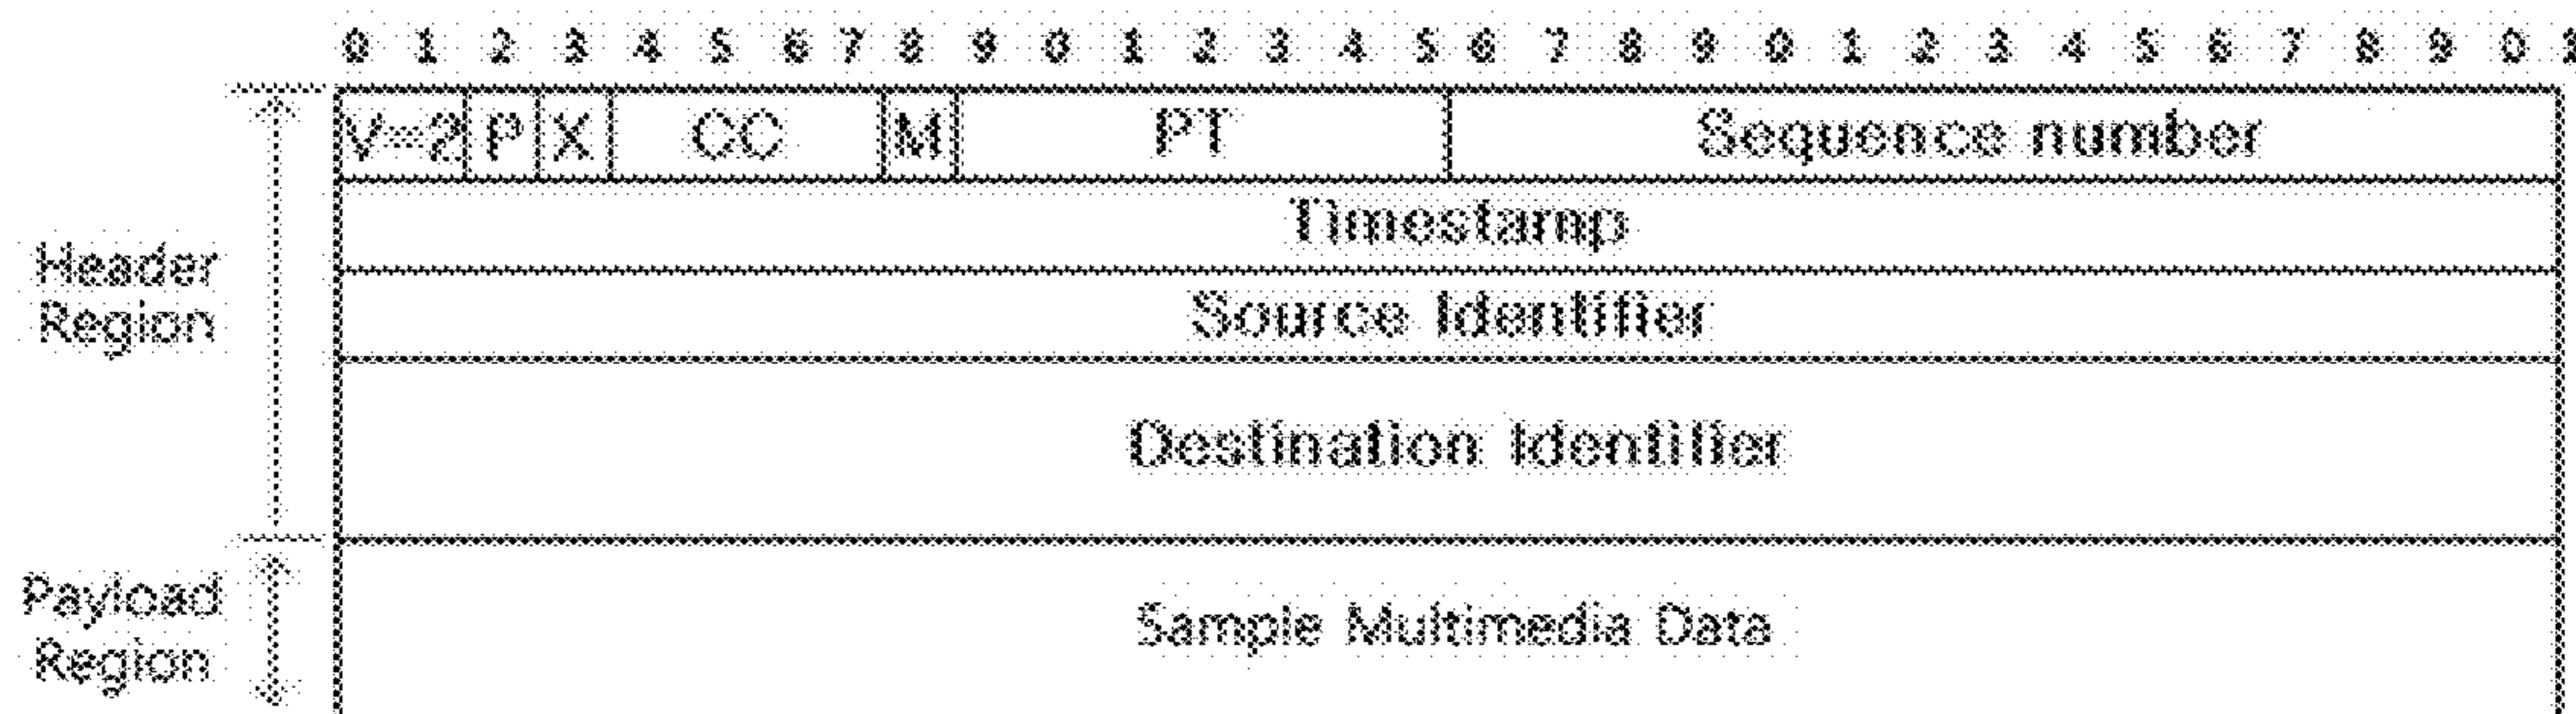 0 1 2 3 4 5 6 7 8 9 0 1 2 3 4 5 6 7 8 9 0 1 2 3 4 5 6 7 8 9 0
V=2 P X CC M PT Sequence number
Timestamp
Source Identifier
Header
Region
Destination Identifier
Sample Multimedia Data
Payload
Region